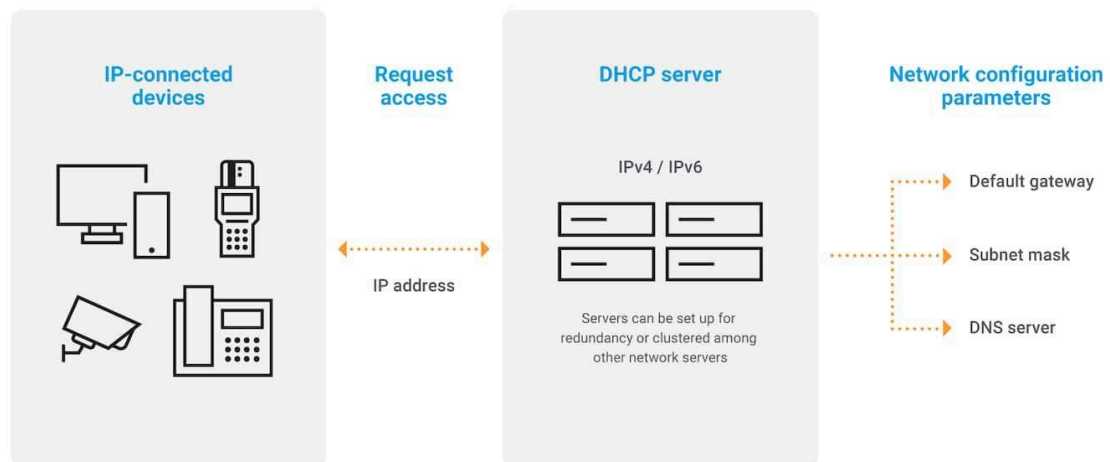 IP-connected
devices
Request
access
IP address
DHCP server
IPv4 / IPv6
Servers can be set up for
redundancy or clustered among
other network servers
Network configuration
parameters
Default gateway
Subnet mask
DNS server